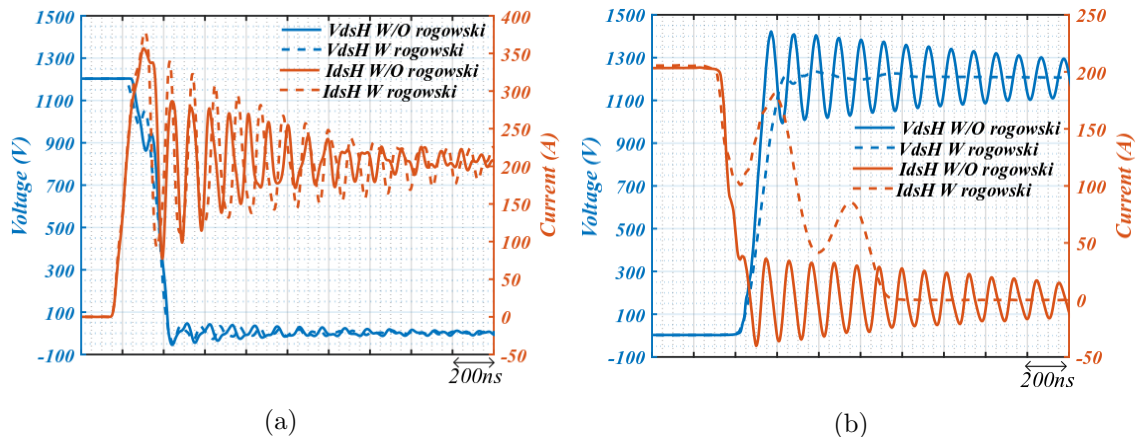 1500
1300
1100
900
700
500
300
100
-100
Voltage (V)
VdsH W/O rogowski
VdsH W rogowski
IdsH W/O rogowski
IdsH W rogowski
400
350
300
250
200
150
100
50
0
-50
Current (A)
200ns
(a)
1500
1300
1100
900
700
500
300
100
-100
Voltage (V)
VdsH W/O rogowski
VdsH W rogowski
IdsH W/O rogowski
IdsH W rogowski
250
200
150
100
50
0
-50
Current (A)
200ns
(b)